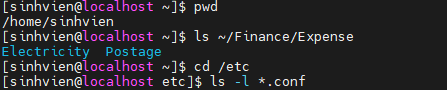 [sinhvien@localhost ~]$ pwd
/home/sinhvien
[sinhvien@localhost ~]$ ls ~/Finance/Expense
Electricity  Postage
[sinhvien@localhost ~]$ cd /etc
[sinhvien@localhost etc]$ ls -l *.conf